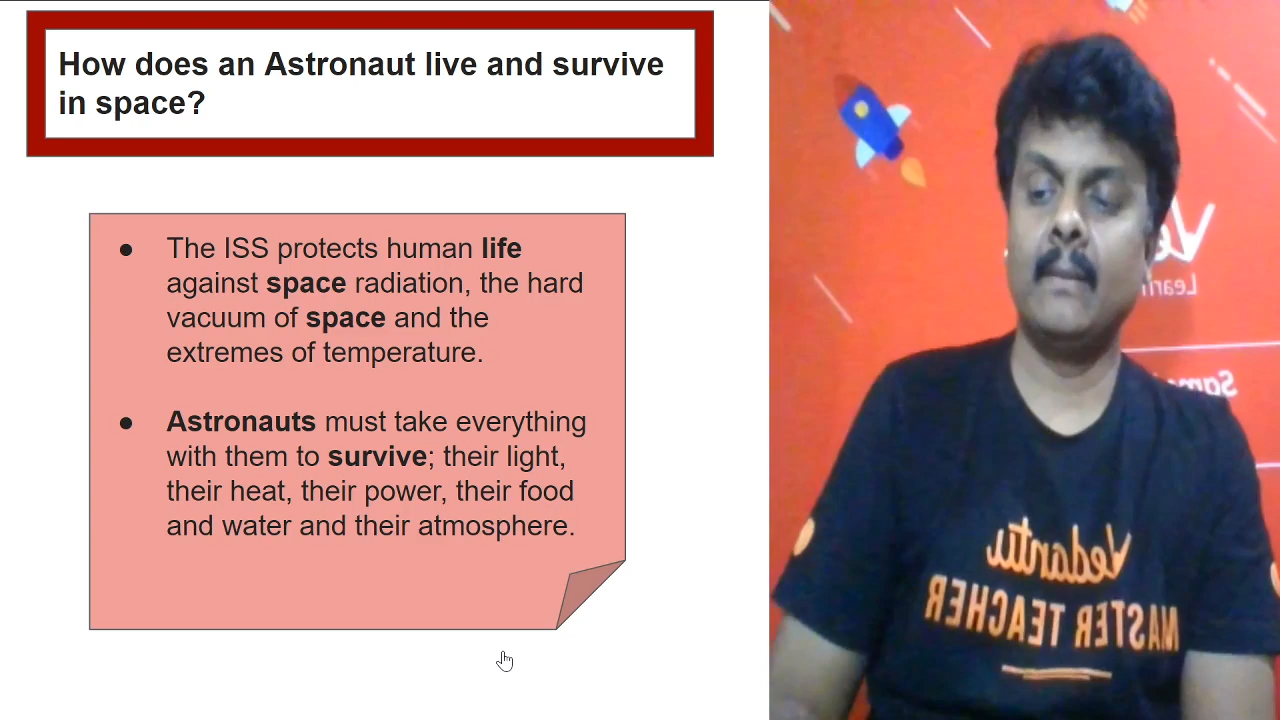 How does an Astronaut live and survive
in space?
● The ISS protects human life
against space radiation, the hard
vacuum of space and the
extremes of temperature.
● Astronauts must take everything
with them to survive; their light,
their heat, their power, their food
and water and their atmosphere.
Vedantu
MASTER TEACHER